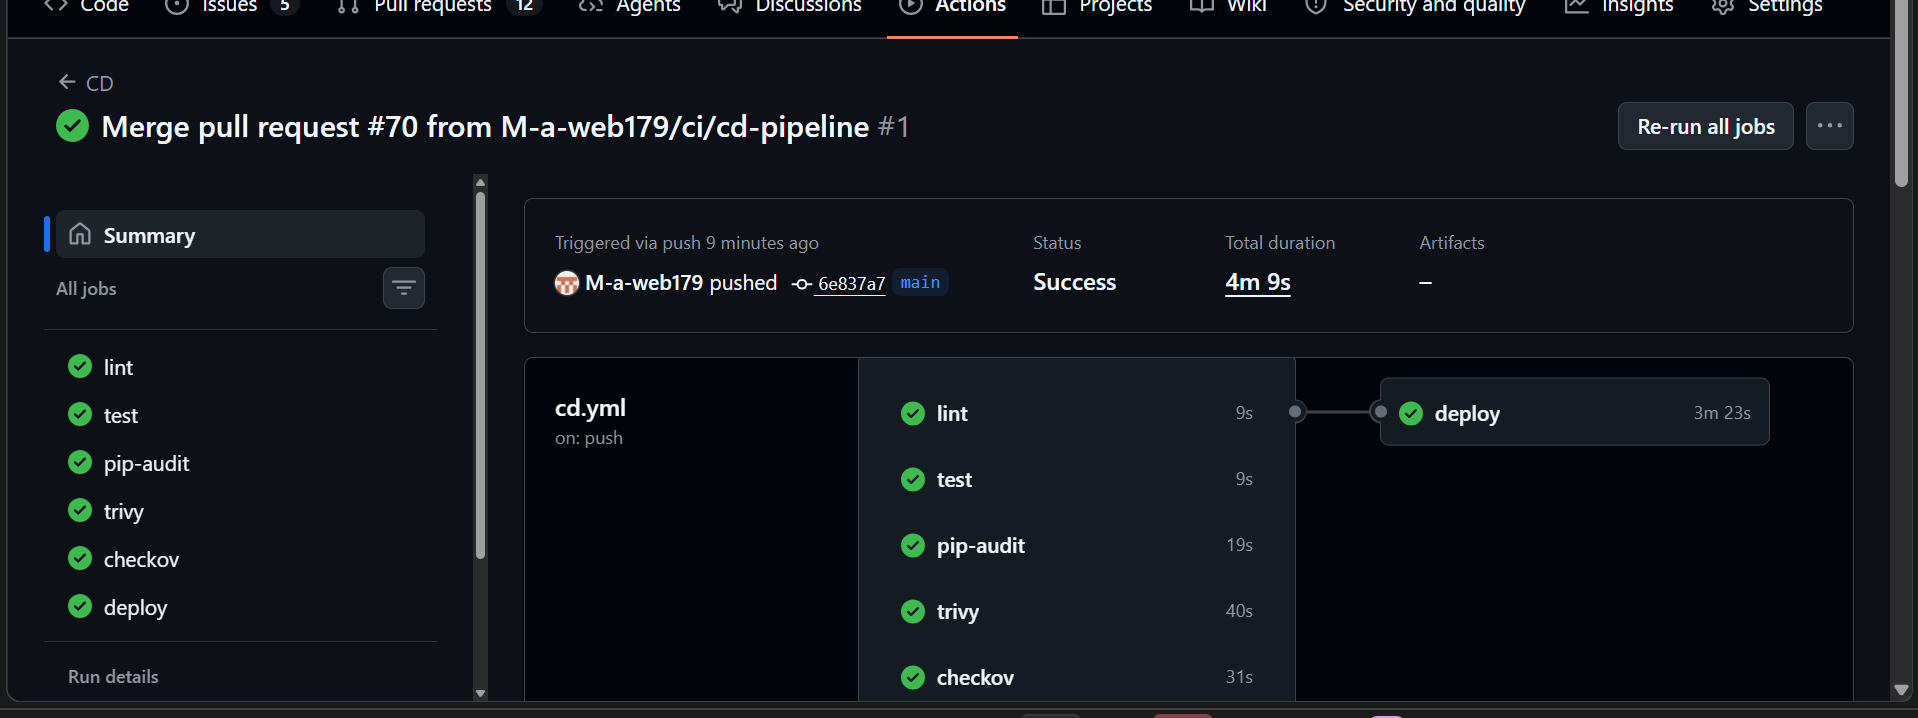 Code Issues 5 Pull requests 12 Agents Discussions Actions Projects Wiki Security and quality Insights Settings
CD
Merge pull request #70 from M-a-web179/ci/cd-pipeline #1
Re-run all jobs
Summary
All jobs
lint
test
pip-audit
trivy
checkov
deploy
Run details
Triggered via push 9 minutes ago
M-a-web179 pushed 6e837a7 main
Status
Success
Total duration
4m 9s
Artifacts
–
cd.yml
on: push
lint 9s
test 9s
pip-audit 19s
trivy 40s
checkov 31s
deploy 3m 23s